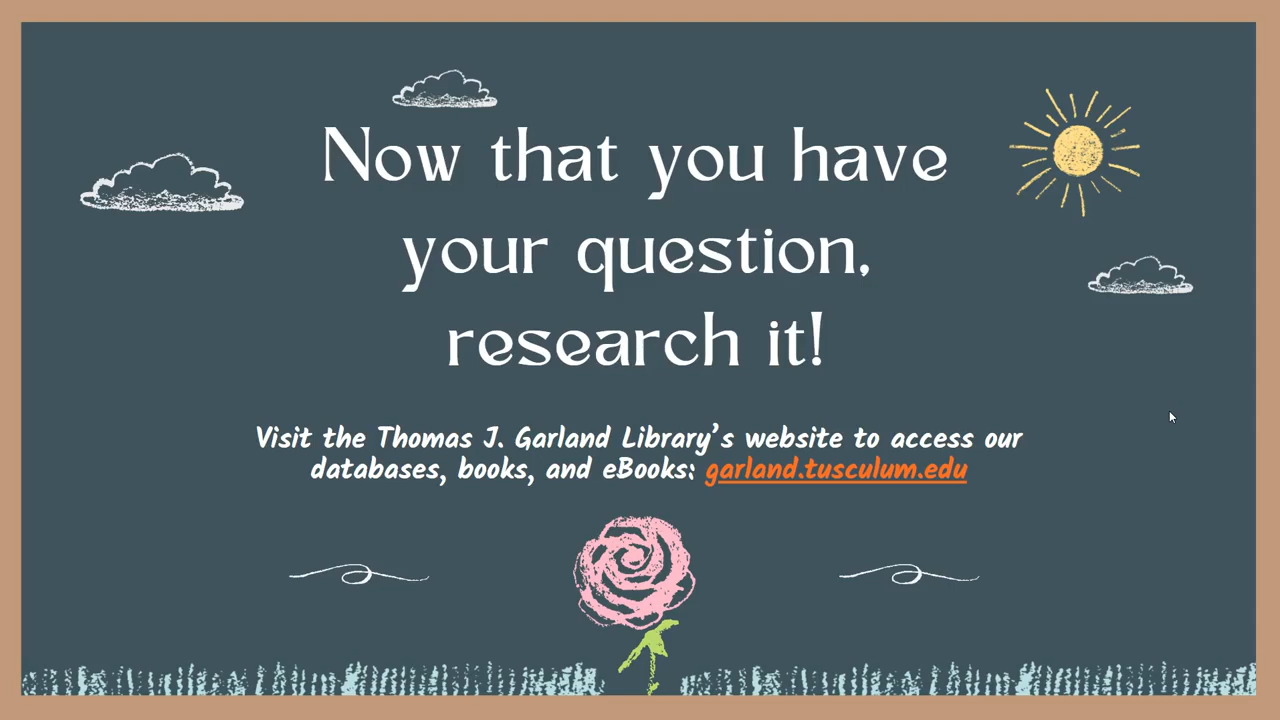 Now that you have
your question,
research it!
Visit the Thomas J. Garland Library’s website to access our
databases, books, and eBooks: garland.tusculum.edu